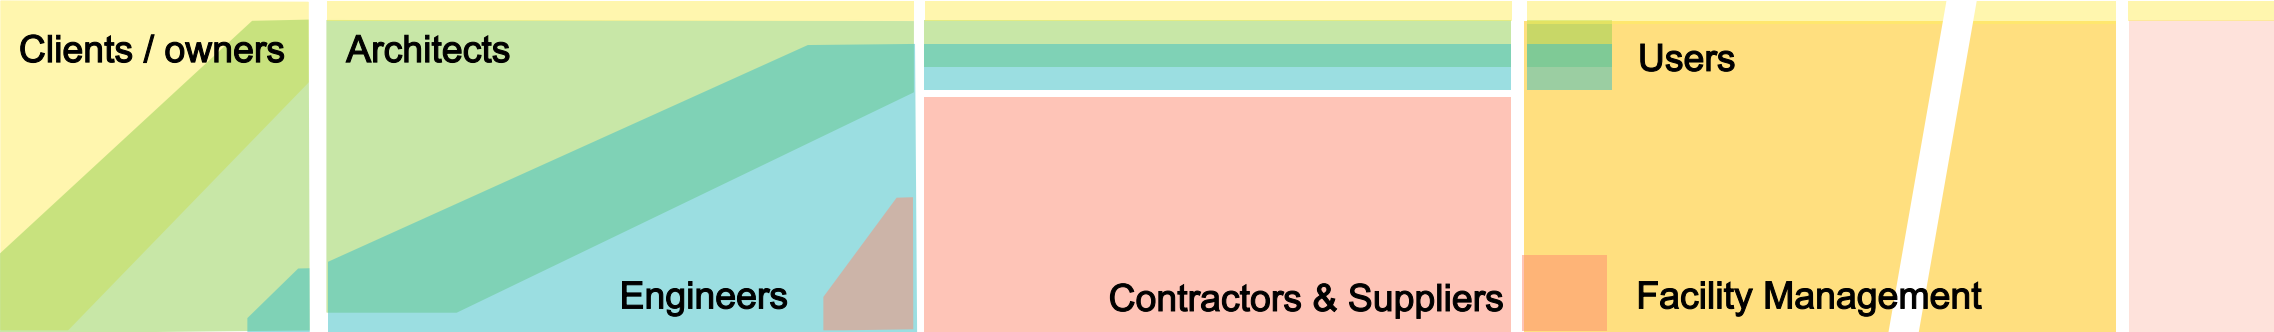 Clients / owners
Architects
Engineers
Contractors & Suppliers
Users
Facility Management